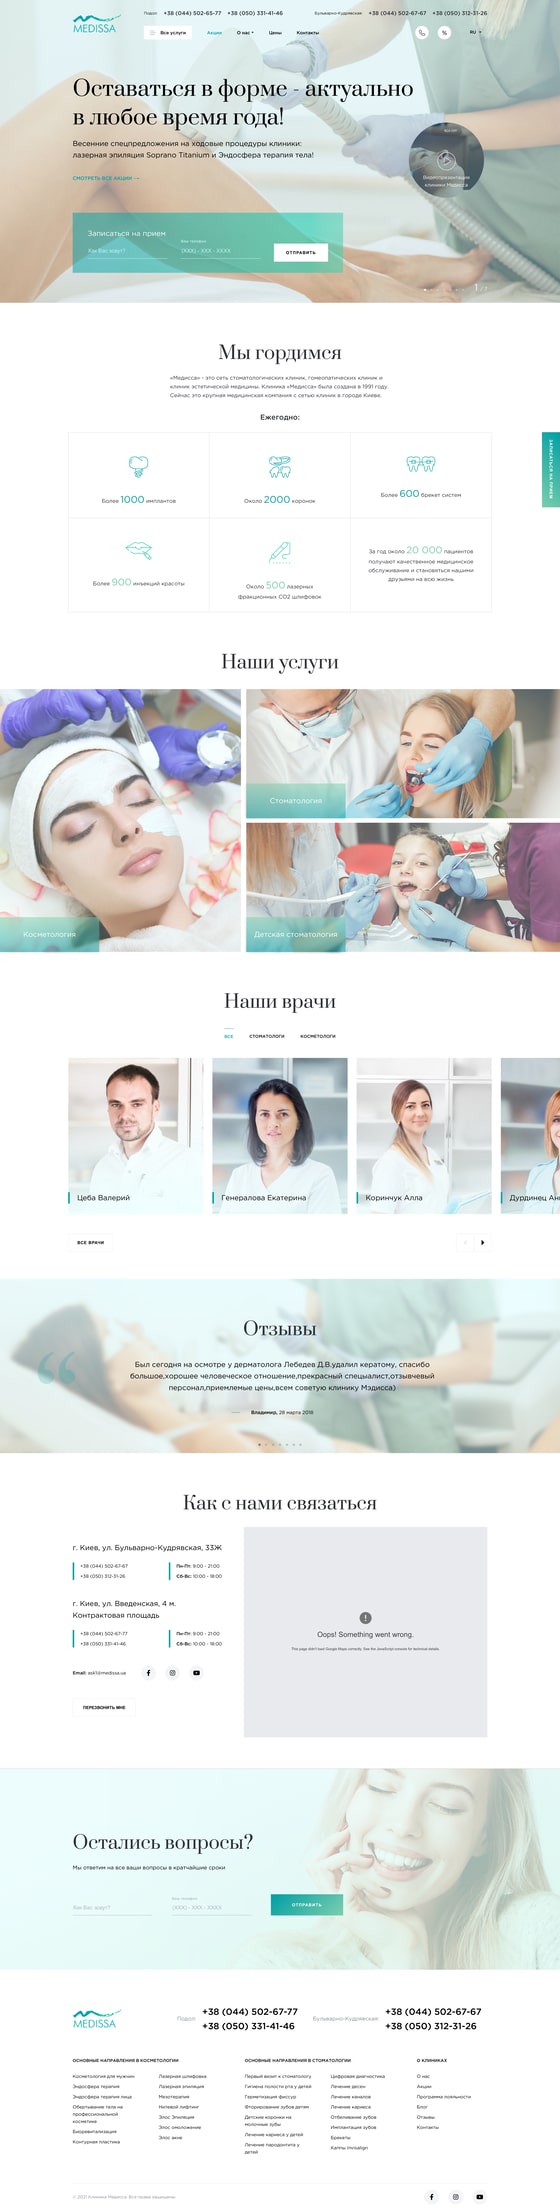 MEDISSA
Подол: +38 (044) 502-65-77 +38 (050) 331-41-46 Бульварно-Кудрявская: +38 (044) 502-67-67 +38 (050) 312-31-26
Все услуги Акции О нас Цены Контакты % RU
Оставаться в форме - актуально
в любое время года!
Весенние спецпредложения на ходовые процедуры клиники:
лазерная эпиляция Soprano Titanium и Эндосфера терапия тела!
Видеопрезентация
клиники Медисса
СМОТРЕТЬ ВСЕ АКЦИИ
Записаться на прием
Ваш телефон
Как Вас зовут? (XXX) - XXX - XXXX ОТПРАВИТЬ
1 / 7
Мы гордимся
«Медисса» - это сеть стоматологических клиник, гомеопатических клиник и
клиник эстетической медицины. Клиника «Медисса» была создана в 1991 году.
Сейчас это крупная медицинская компания с сетью клиник в городе Киеве.
Ежегодно:
ЗАПИСАТЬСЯ НА ПРИЕМ
Более 1000 имплантов
Около 2000 коронок
Более 600 брекет систем
Более 900 инъекций красоты
Около 500 лазерных
фракционных CO2 шлифовок
За год около 20 000 пациентов
получают качественное медицинское
обслуживание и становяться нашими
друзьями на всю жизнь
Наши услуги
Стоматология
Косметология
Детская стоматология
Наши врачи
ВСЕ СТОМАТОЛОГИ КОСМЕТОЛОГИ
Цеба Валерий
Генералова Екатерина
Коринчук Алла
Дурдинец Ан
ВСЕ ВРАЧИ
Отзывы
Был сегодня на осмотре у дерматолога Лебедев Д.В.удалил кератому, спасибо
большое,хорошее человеческое отношение,прекрасный специалист,отзывчевый
персонал,приемлемые цены,всем советую клинику Мэдисса)
Владимир, 28 марта 2018
Как с нами связаться
г. Киев, ул. Бульварно-Кудрявская, 33Ж
+38 (044) 502-67-67 Пн-Пт: 9:00 - 21:00
+38 (050) 312-31-26 Сб-Вс: 10:00 - 18:00
г. Киев, ул. Введенская, 4 м.
Контрактовая площадь
+38 (044) 502-67-77 Пн-Пт: 9:00 - 21:00
+38 (050) 331-41-46 Сб-Вс: 10:00 - 18:00
Email: ask1@medissa.ua
ПЕРЕЗВОНИТЬ МНЕ
Oops! Something went wrong.
This page didn't load Google Maps correctly. See the JavaScript console for technical details.
Остались вопросы?
Мы ответим на все ваши вопросы в кратчайшие сроки
Ваш телефон
Как Вас зовут? (XXX) - XXX - XXXX ОТПРАВИТЬ
MEDISSA
Подол: +38 (044) 502-67-77 Бульварно-Кудрявская: +38 (044) 502-67-67
+38 (050) 331-41-46 +38 (050) 312-31-26
ОСНОВНЫЕ НАПРАВЛЕНИЯ В КОСМЕТОЛОГИИ
Косметология для мужчин
Эндосфера терапия
Эндосфера терапия лица
Обертывание тела на
профессиональной
косметике
Биоревитализация
Контурная пластика
Лазерная шлифовка
Лазерная эпиляция
Мезотерапия
Нитевой лифтинг
Элос Эпиляция
Элос омоложение
Элос акне
ОСНОВНЫЕ НАПРАВЛЕНИЯ В СТОМАТОЛОГИИ
Первый визит к стоматологу
Гигиена полости рта у детей
Герметизация фиссур
Фторирование зубов детям
Детские коронки на
молочные зубы
Лечение кариеса у детей
Лечение пародонтита у
детей
Цифровая диагностика
Лечение десен
Лечение каналов
Лечение кариеса
Отбеливание зубов
Имплантация зубов
Брекеты
Каппы Invisalign
О КЛИНИКАХ
О нас
Акции
Программа лояльности
Блог
Отзывы
Контакты
© 2021 Клиника Медисса. Все права защищены.